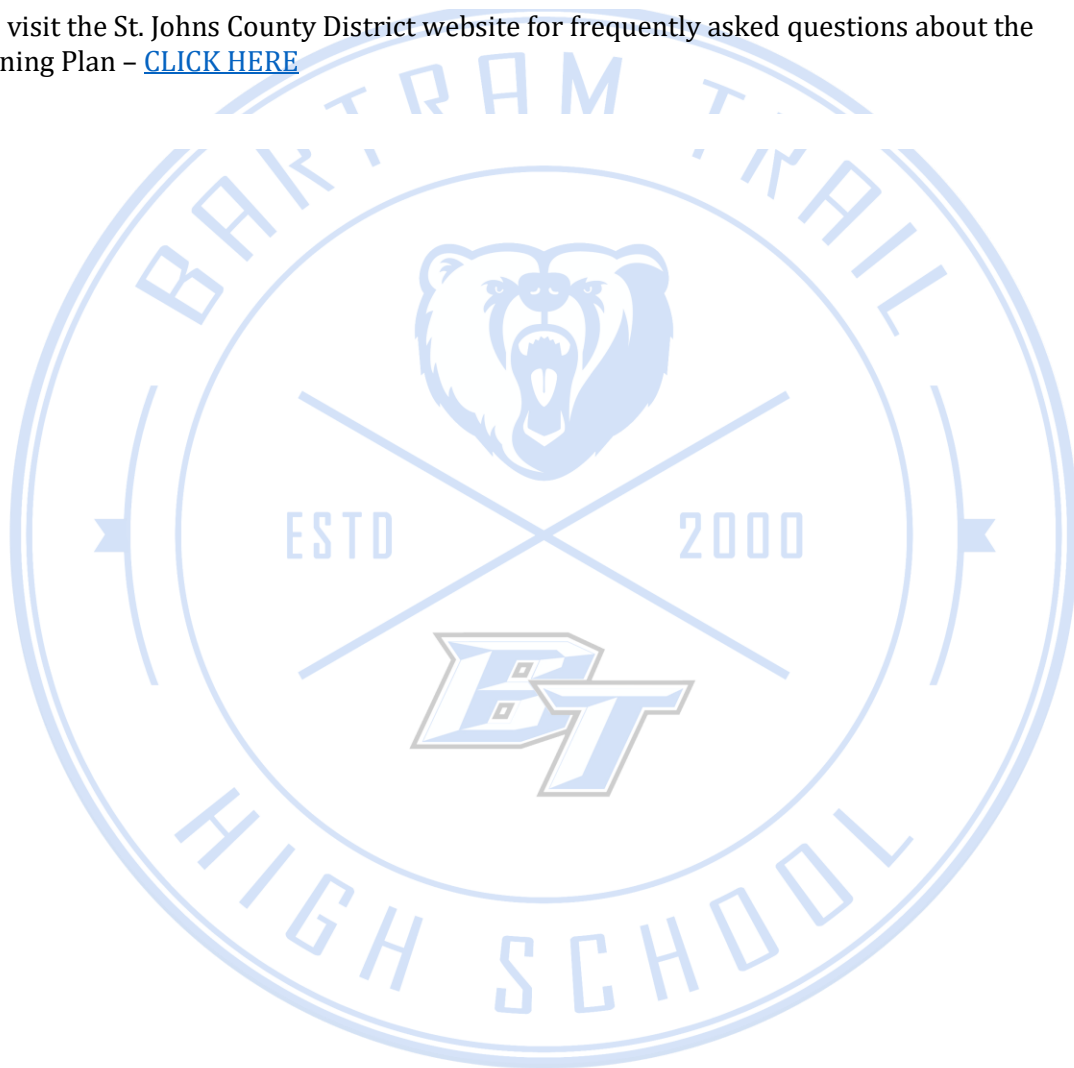 visit the St. Johns County District website for frequently asked questions about the
ning Plan – CLICK HERE
BARTRAM TRAIL
ESTD 2000
BT
HIGH SCHOOL